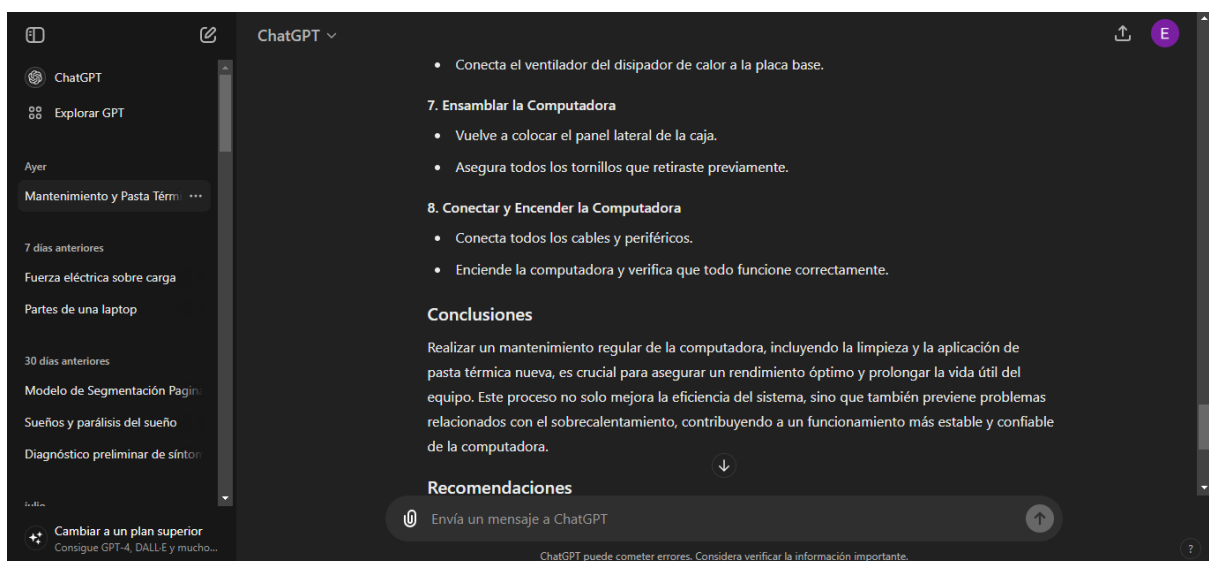 ChatGPT
Explorar GPT
Ayer
Mantenimiento y Pasta Térmi
7 días anteriores
Fuerza eléctrica sobre carga
Partes de una laptop
30 días anteriores
Modelo de Segmentación Pagina
Sueños y parálisis del sueño
Diagnóstico preliminar de síntom
julio
Cambiar a un plan superior
Consigue GPT-4, DALL·E y mucho...
ChatGPT
E
• Conecta el ventilador del disipador de calor a la placa base.
7. Ensamblar la Computadora
• Vuelve a colocar el panel lateral de la caja.
• Asegura todos los tornillos que retiraste previamente.
8. Conectar y Encender la Computadora
• Conecta todos los cables y periféricos.
• Enciende la computadora y verifica que todo funcione correctamente.
Conclusiones
Realizar un mantenimiento regular de la computadora, incluyendo la limpieza y la aplicación de
pasta térmica nueva, es crucial para asegurar un rendimiento óptimo y prolongar la vida útil del
equipo. Este proceso no solo mejora la eficiencia del sistema, sino que también previene problemas
relacionados con el sobrecalentamiento, contribuyendo a un funcionamiento más estable y confiable
de la computadora.
Recomendaciones
Envía un mensaje a ChatGPT
ChatGPT puede cometer errores. Considera verificar la información importante.
?